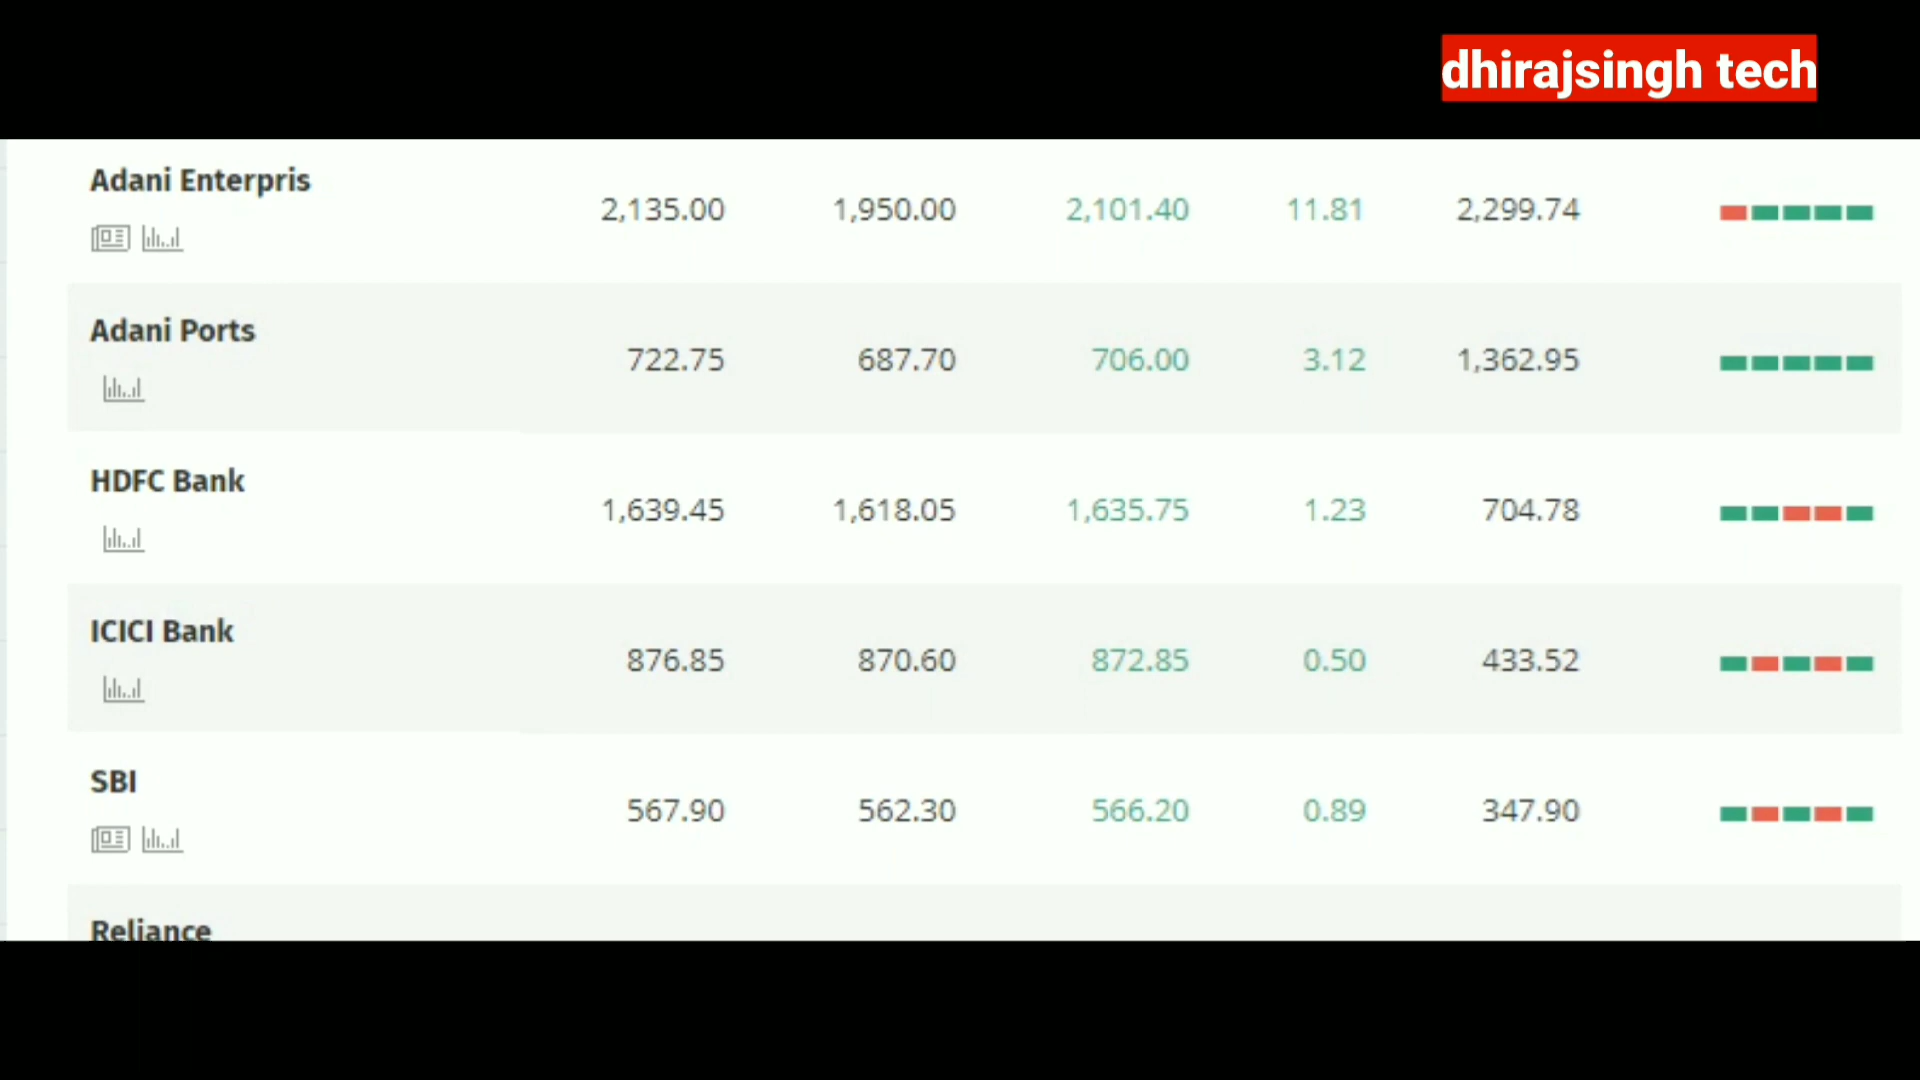 dhirajsingh tech
Adani Enterpris
2,135.00 1,950.00 2,101.40 11.81 2,299.74
Adani Ports
722.75 687.70 706.00 3.12 1,362.95
HDFC Bank
1,639.45 1,618.05 1,635.75 1.23 704.78
ICICI Bank
876.85 870.60 872.85 0.50 433.52
SBI
567.90 562.30 566.20 0.89 347.90
Reliance